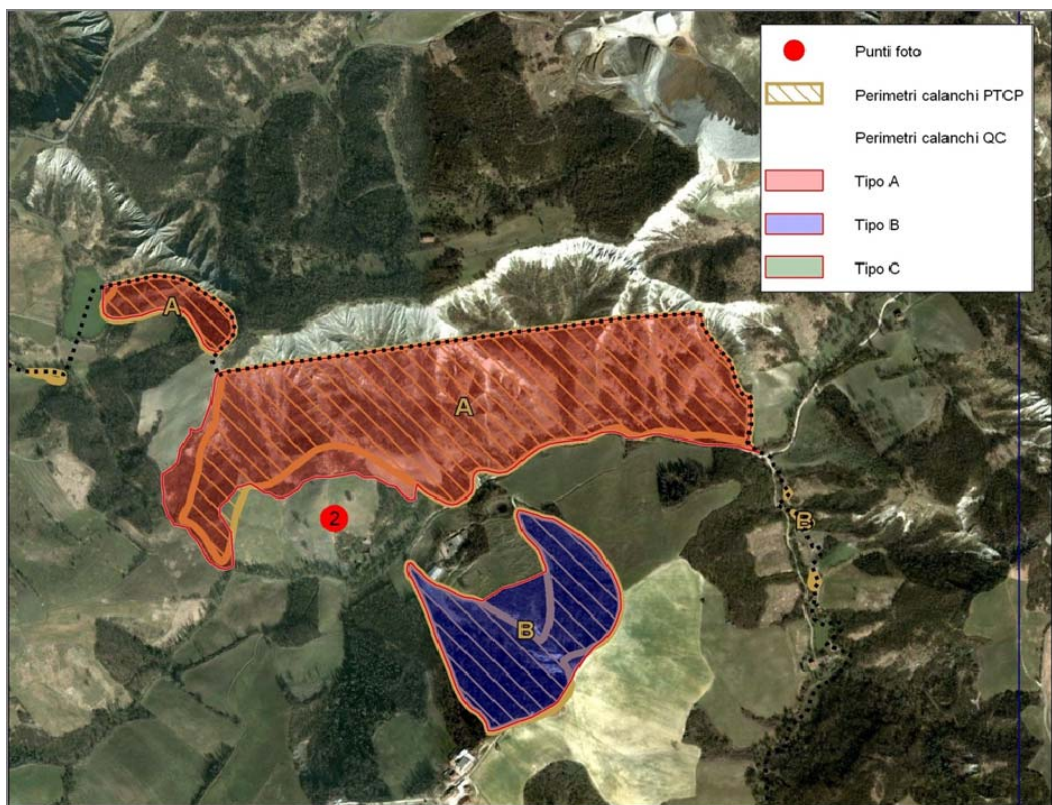 Punti foto
Perimetri calanchi PTCP
Perimetri calanchi QC
Tipo A
Tipo B
Tipo C
A
A
2
B
B